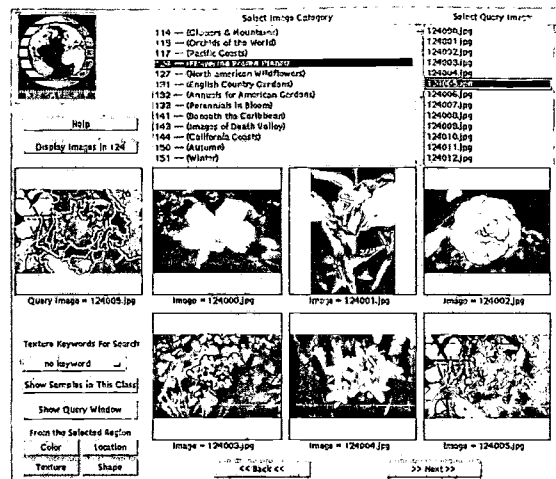 Select Image Category
114 — (Glaciers & Mountains)
115 — (Orchids of the World)
117 — (Pacific Coasts)
127 — (North american Wildflowers)
131 — (English Country Gardens)
132 — (Annuals for American Gardens)
133 — (Perennials in Bloom)
141 — (Beneath the Caribbean)
143 — (Images of Death Valley)
144 — (California Coasts)
150 — (Autumn)
151 — (Winter)
Select Query Image
124000.jpg
124001.jpg
124002.jpg
124003.jpg
124004.jpg
124005.jpg
124006.jpg
124007.jpg
124008.jpg
124009.jpg
124010.jpg
124011.jpg
124012.jpg
Help
Display Images in 124
Query Image = 124005.jpg
Image = 124000.jpg
Image = 124001.jpg
Image = 124002.jpg
Texture Keywords For Search
no keyword
Show Samples in This Class
Show Query Window
From the Selected Region
Color
Location
Texture
Shape
Image = 124003.jpg
Image = 124004.jpg
Image = 124005.jpg
<< Back <<
>> Next >>